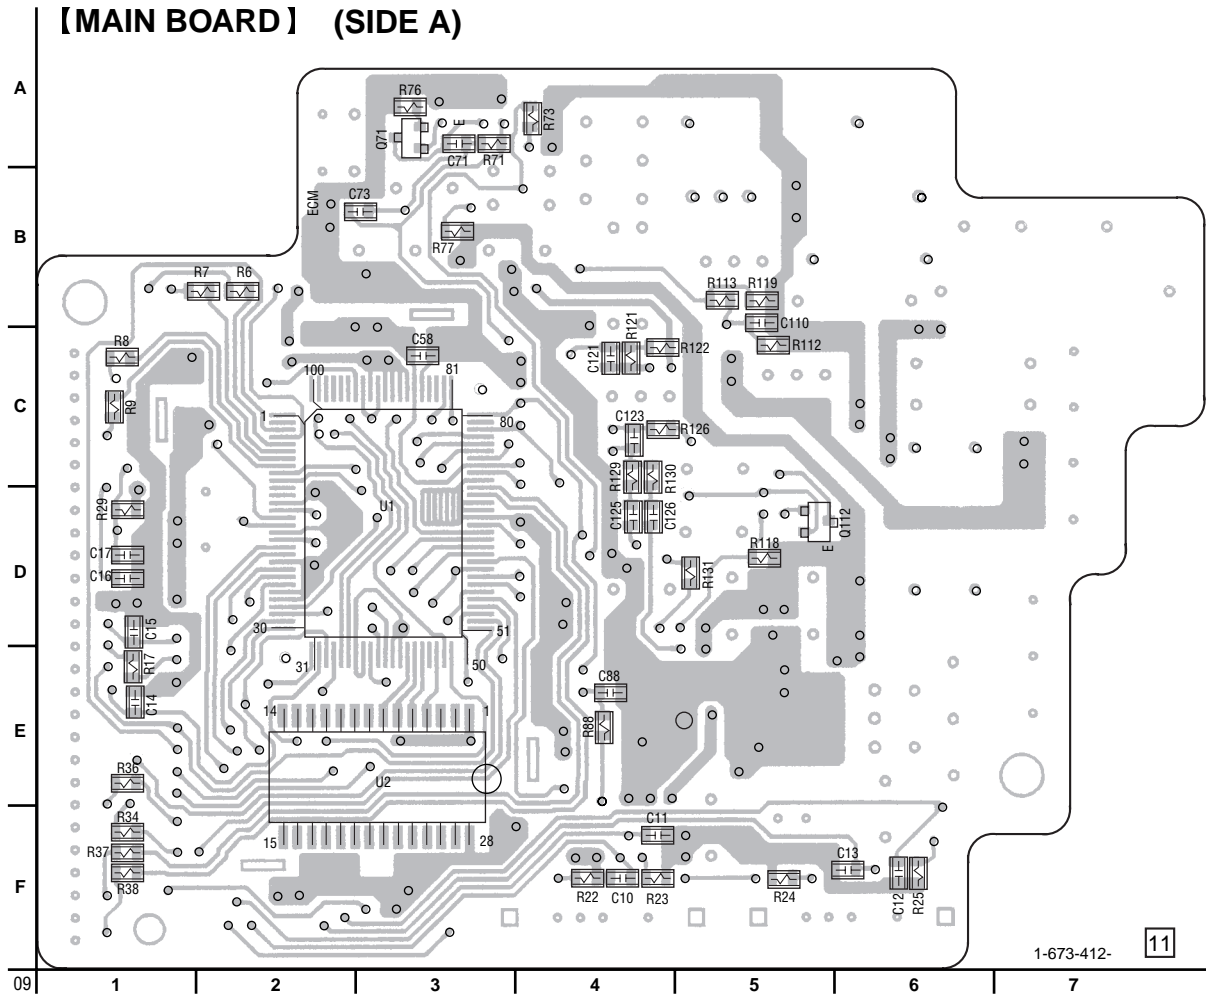 【MAIN BOARD】 (SIDE A)
A
R76
R73
Q71
E
C71 R71
ECM
C73
B
R77
R7 R6
R113 R119
C110
R121
R8
C58
C121
R122
R112
100
81
C
R9
1
80
C123
R126
R129
R130
R29
U1
C125
C126
Q112
E
C17
R118
D
C16
R131
C15
30
51
R17
31
50
C88
C14
14
1
R88
E
R36
U2
R34
C11
15
28
R37
C13
R38
R22 C10 R23
R24
C12
R25
F
1-673-412-
11
09
1 2 3 4 5 6 7